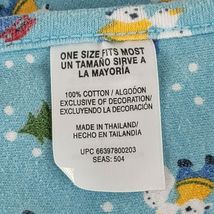 ONE SIZE FITS MOST
UN TAMAÑO SIRVE A
LA MAYORÍA
100% COTTON / ALGODÓN
EXCLUSIVE OF DECORATION/
EXCLUYENDO LA DECORACIÓN
MADE IN THAILAND/
HECHO EN TAILANDIA
UPC 66397800203
SEAS: 504